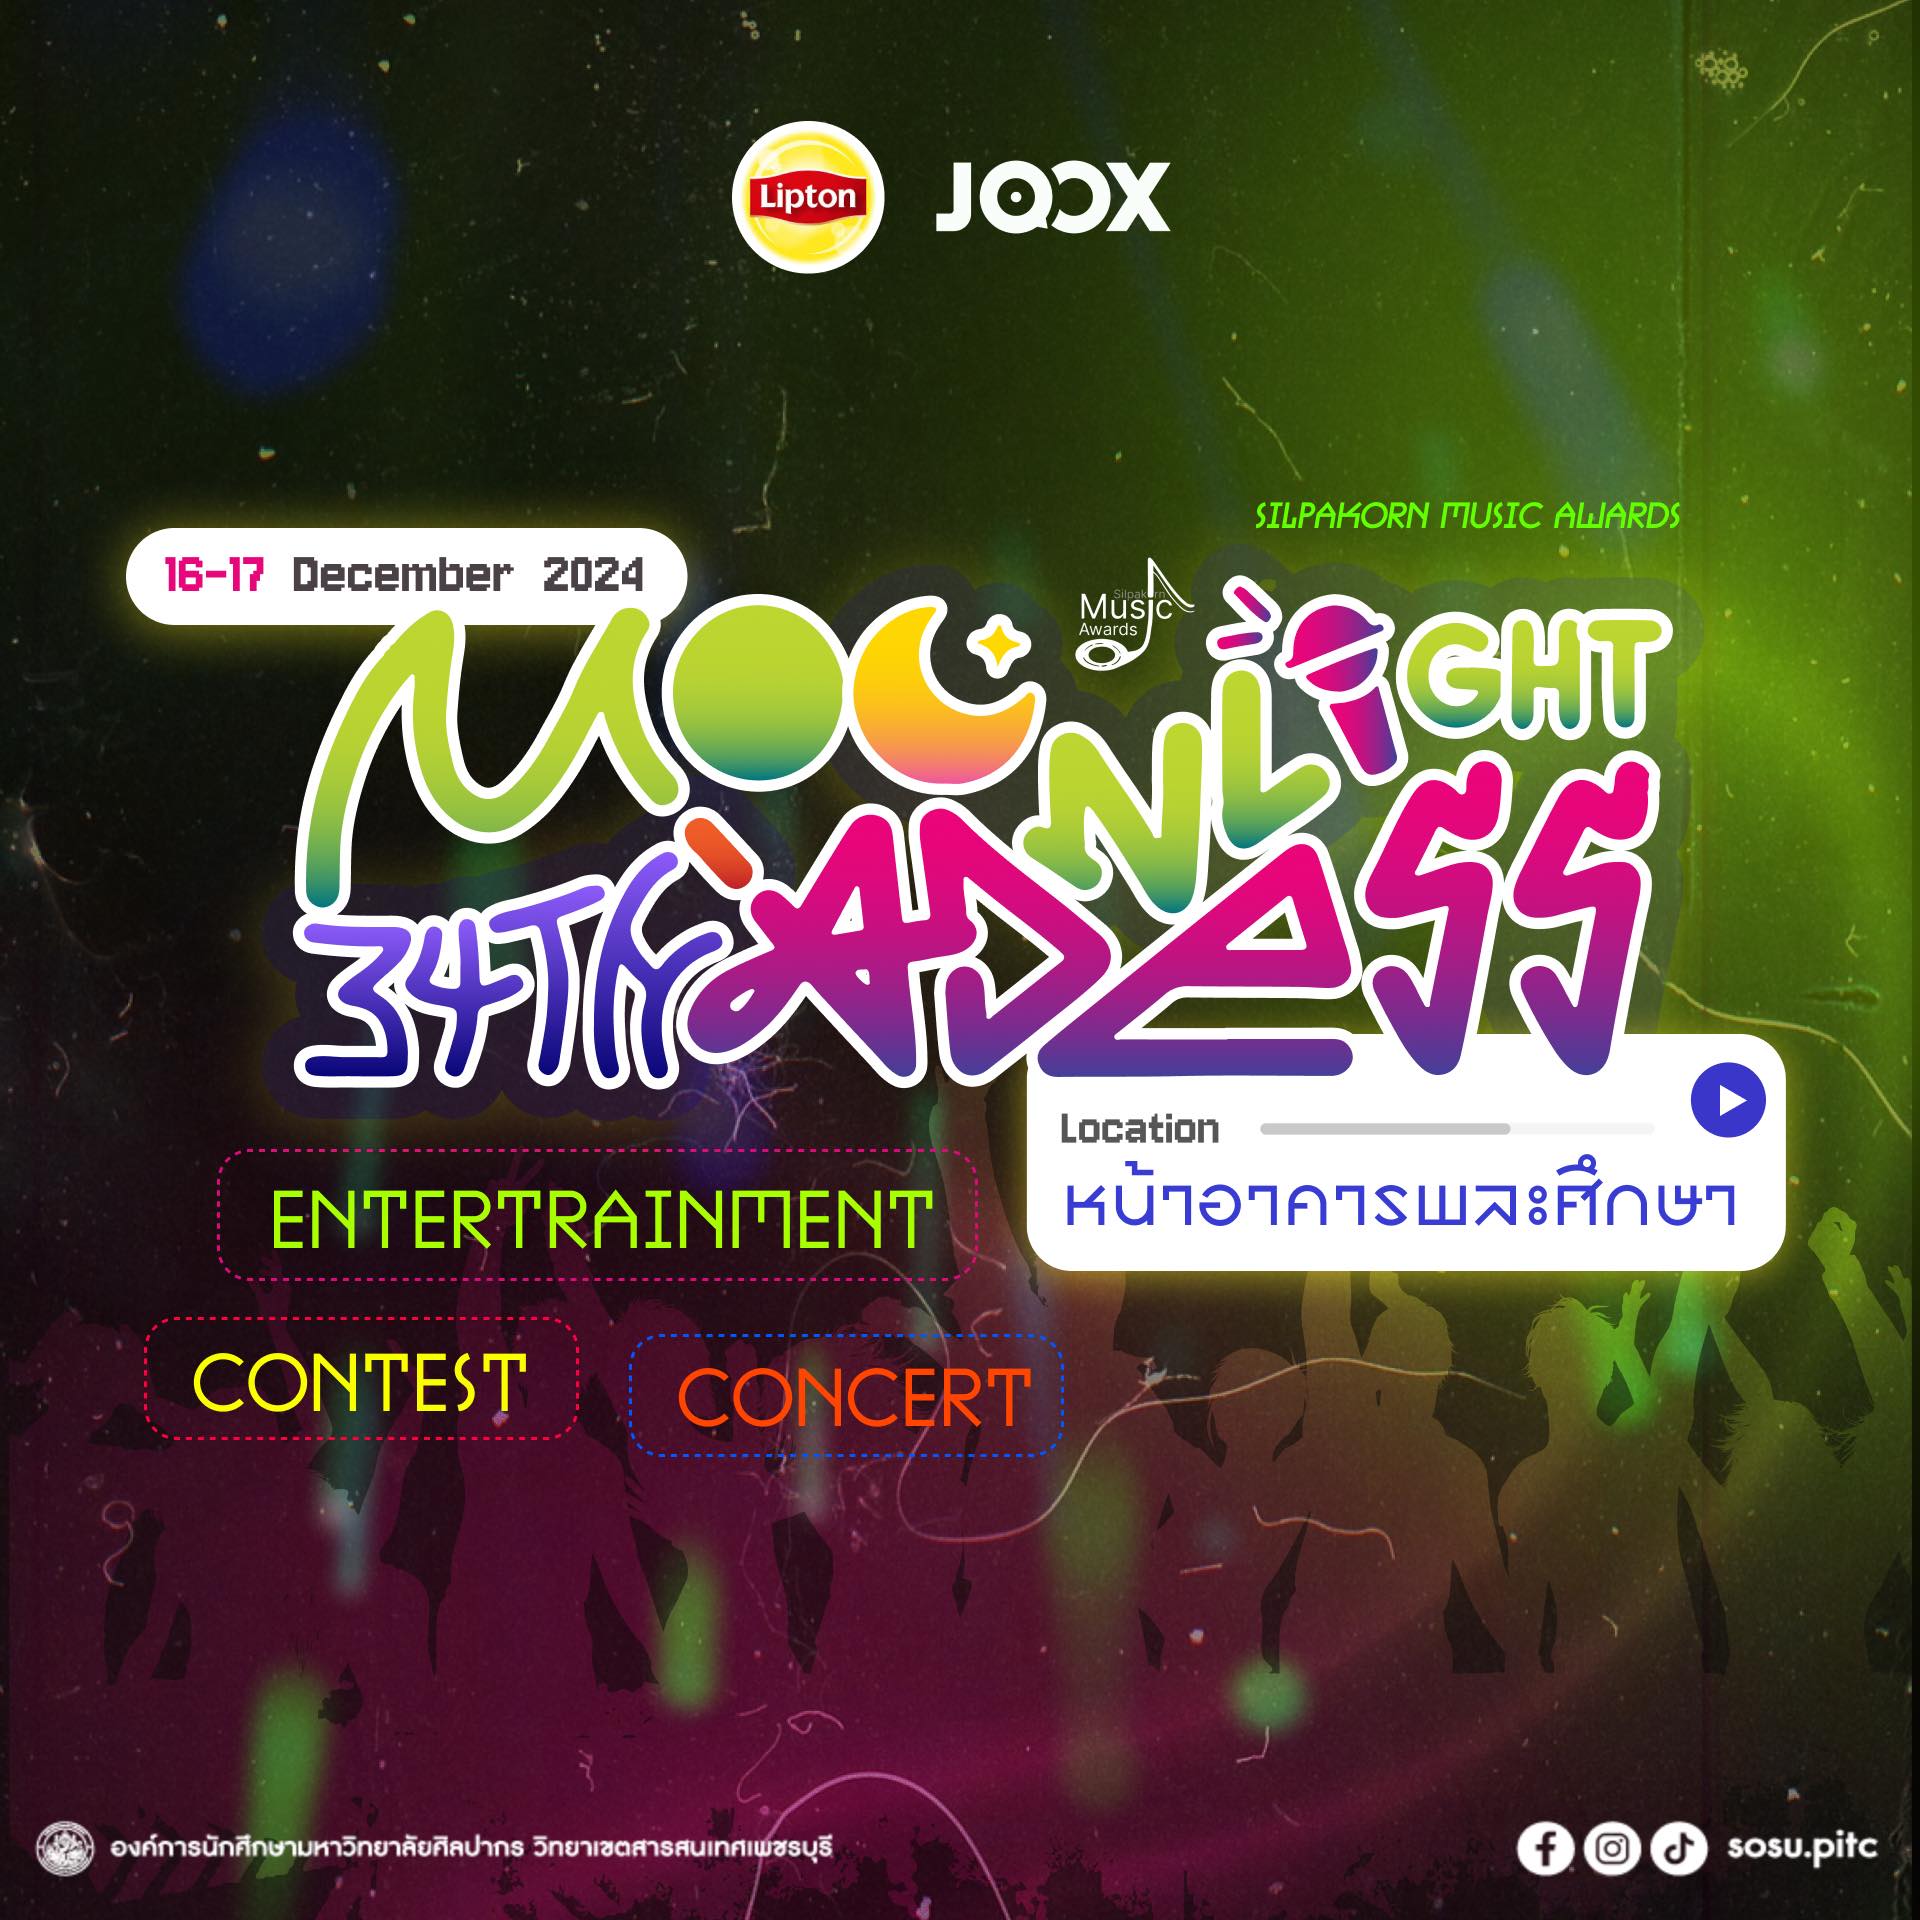 Lipton JOOX
SILPAKORN MUSIC AWARDS
16-17 December 2024
Silpakorn
Music
Awards
MOONLIGHT
34TH ADZSS
Location
หน้าอาคารพละศึกษา
ENTERTRAINMENT
CONTEST CONCERT
องค์การนักศึกษามหาวิทยาลัยศิลปากร วิทยาเขตสารสนเทศเพชรบุรี
sosu.pitc